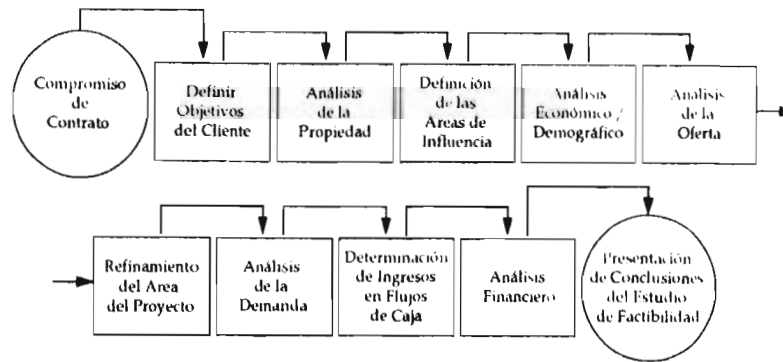 Compromiso
de
Contrato
Definir
Objetivos
del Cliente
Análisis
de la
Propiedad
Definición
de las
Areas de
Influencia
Análisis
Económico /
Demográfico
Analisis
de la
Oferta
Refinamiento
del Area
del Proyecto
Análisis
de la
Demanda
Determinación
de Ingresos
en Flujos
de Caja
Análisis
Financiero
Presentación
de Conclusiones
del Estudio
de Factibilidad